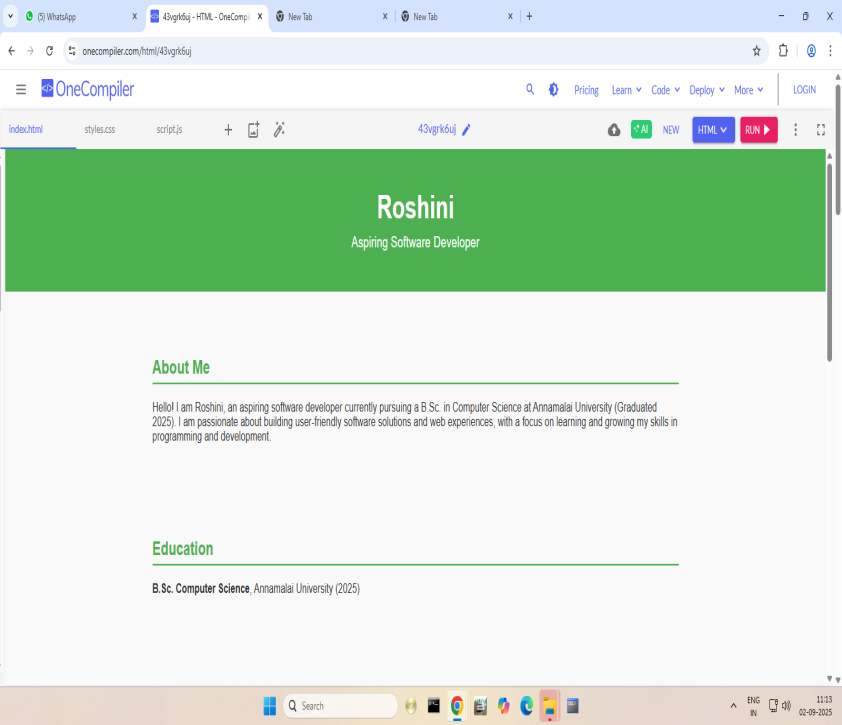 (5) WhatsApp
43vgrk6uj - HTML - OneCompil
New Tab
New Tab
onecompiler.com/html/43vgrk6uj
OneCompiler
Pricing
Learn
Code
Deploy
More
LOGIN
index.html
styles.css
script.js
43vgrk6uj
AI
NEW
HTML
RUN
Roshini
Aspiring Software Developer
About Me
Hello! I am Roshini, an aspiring software developer currently pursuing a B.Sc. in Computer Science at Annamalai University (Graduated
2025). I am passionate about building user-friendly software solutions and web experiences, with a focus on learning and growing my skills in
programming and development.
Education
B.Sc. Computer Science, Annamalai University (2025)
Search
ENG
IN
11:13
02-09-2025